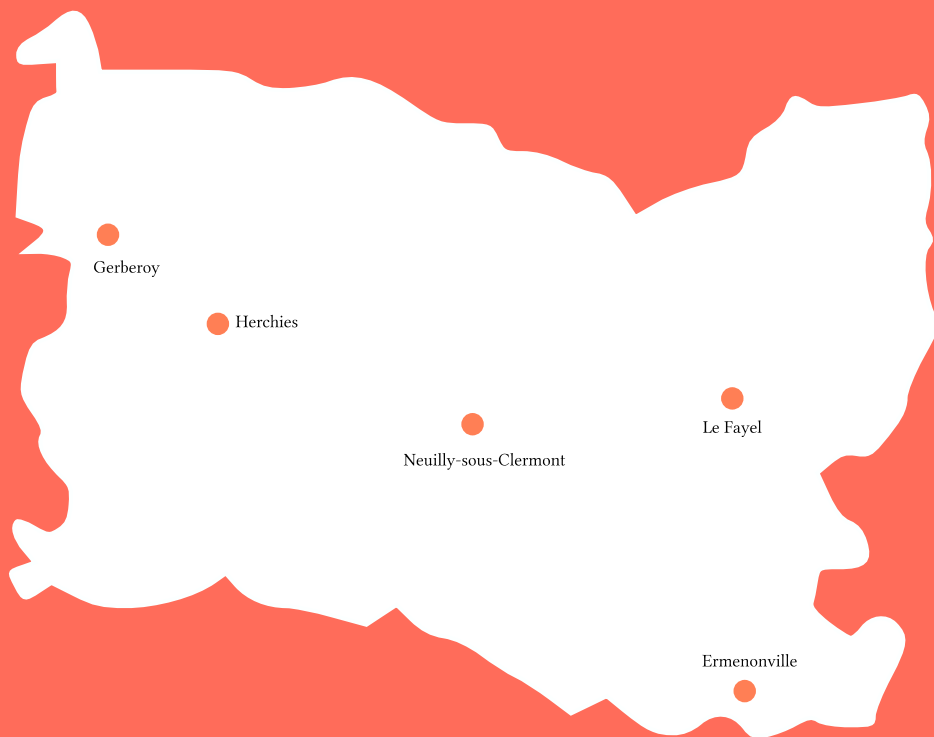 Gerberoy
Herchies
Le Fayel
Neuilly-sous-Clermont
Ermenonville